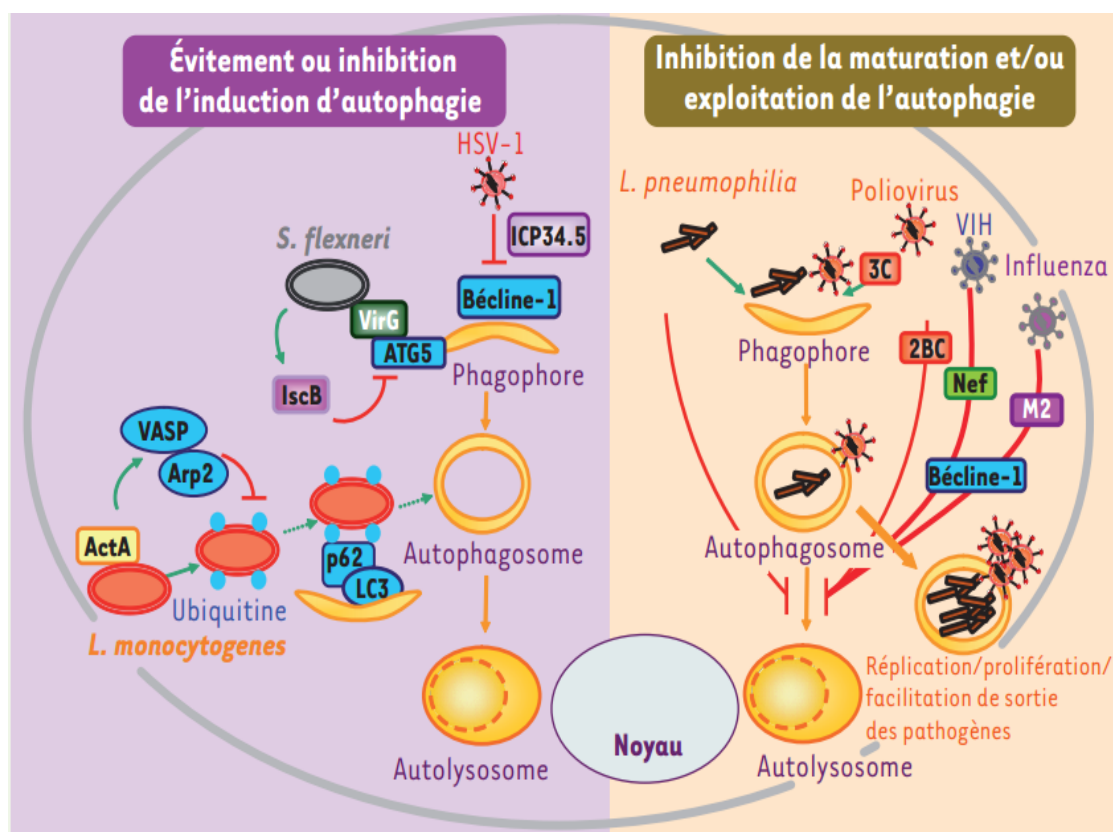 Évitement ou inhibition
de l'induction d'autophagie
HSV-1
ICP34.5
S. flexneri
Bécline-1
VirG
ATG5
Phagophore
IscB
VASP
Arp2
ActA
p62
LC3
Autophagosome
Ubiquitine
L. monocytogenes
Autolysosome
Noyau
Inhibition de la maturation et/ou
exploitation de l'autophagie
L. pneumophilia
Poliovirus
VIH
3C
Influenza
Phagophore
2BC
Nef
M2
Bécline-1
Autophagosome
Réplication/prolifération/
facilitation de sortie
des pathogènes
Autolysosome